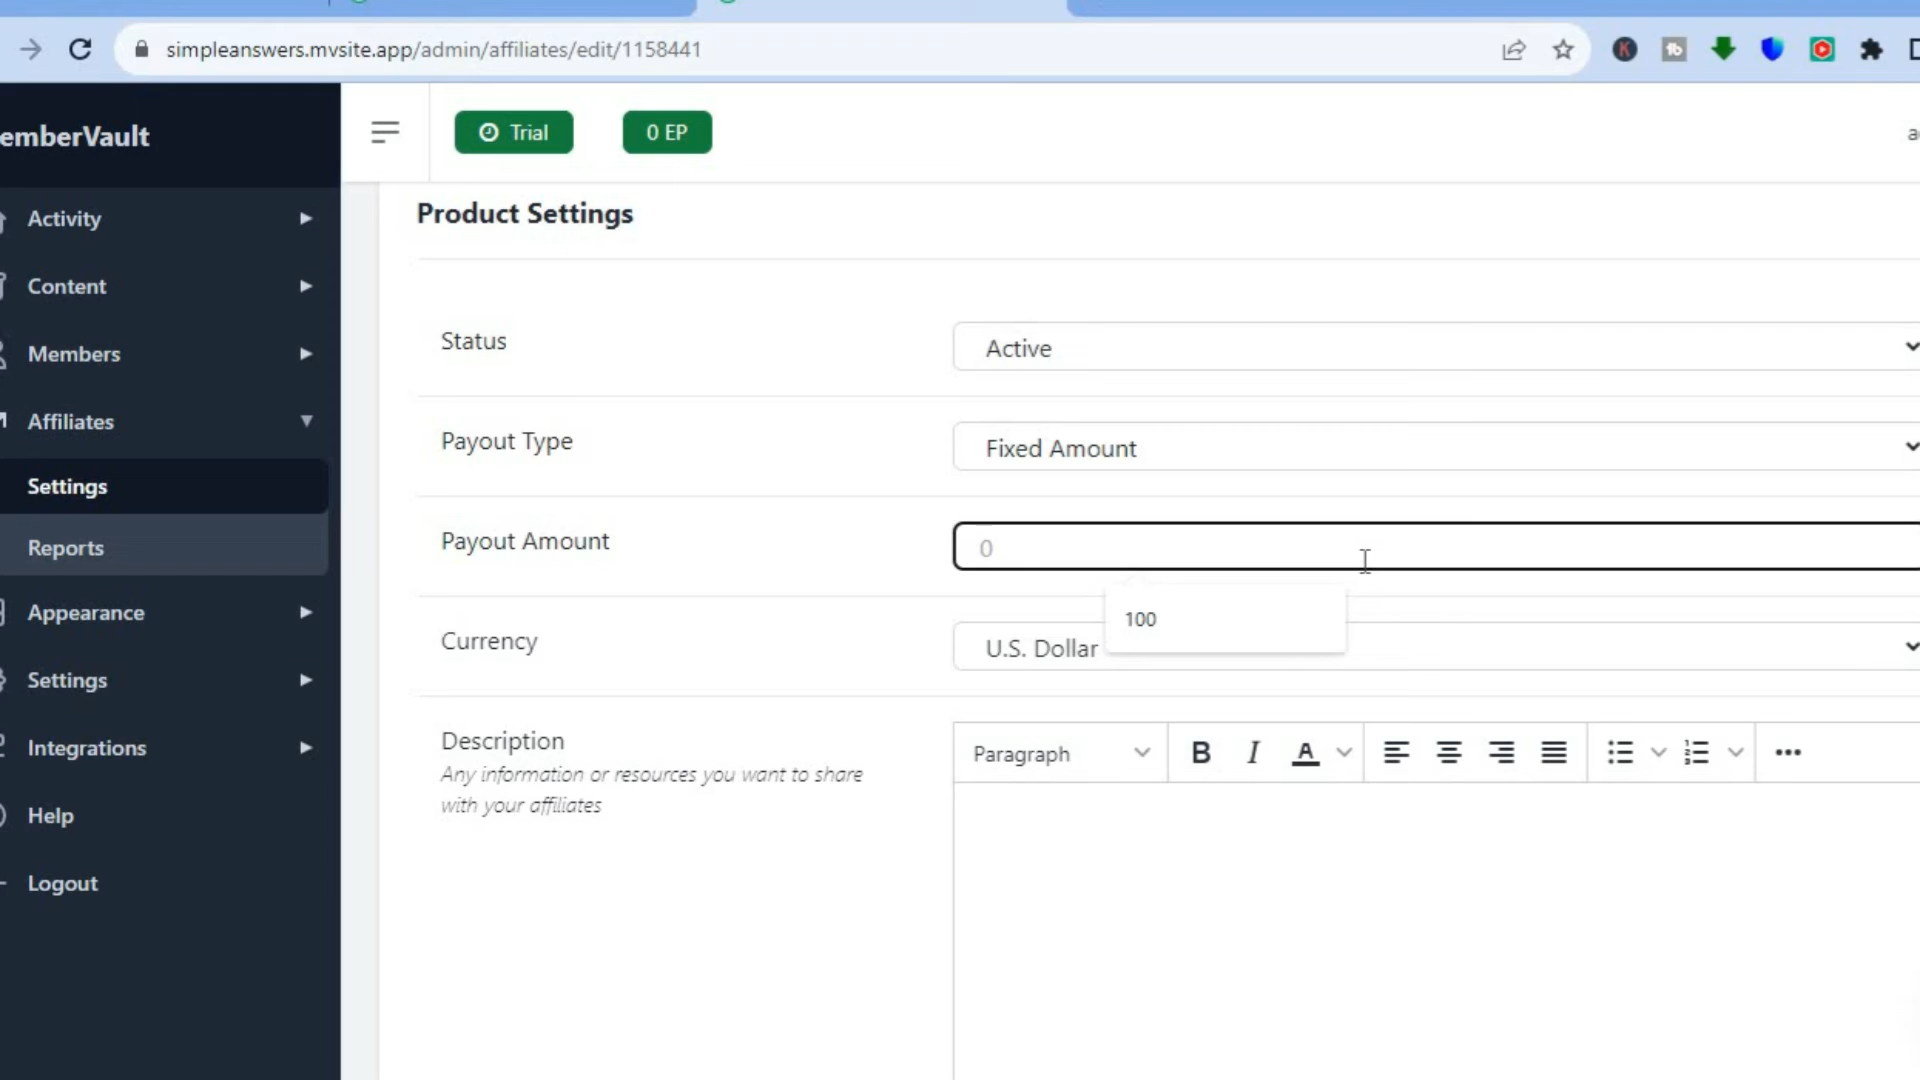 simpleanswers.mvsite.app/admin/affiliates/edit/1158441
emberVault
Trial
0 EP
Activity
Content
Members
Affiliates
Settings
Reports
Appearance
Settings
Integrations
Help
Logout
Product Settings
Status
Active
Payout Type
Fixed Amount
Payout Amount
0
100
Currency
U.S. Dollar
Description
Any information or resources you want to share
with your affiliates
Paragraph
B I A